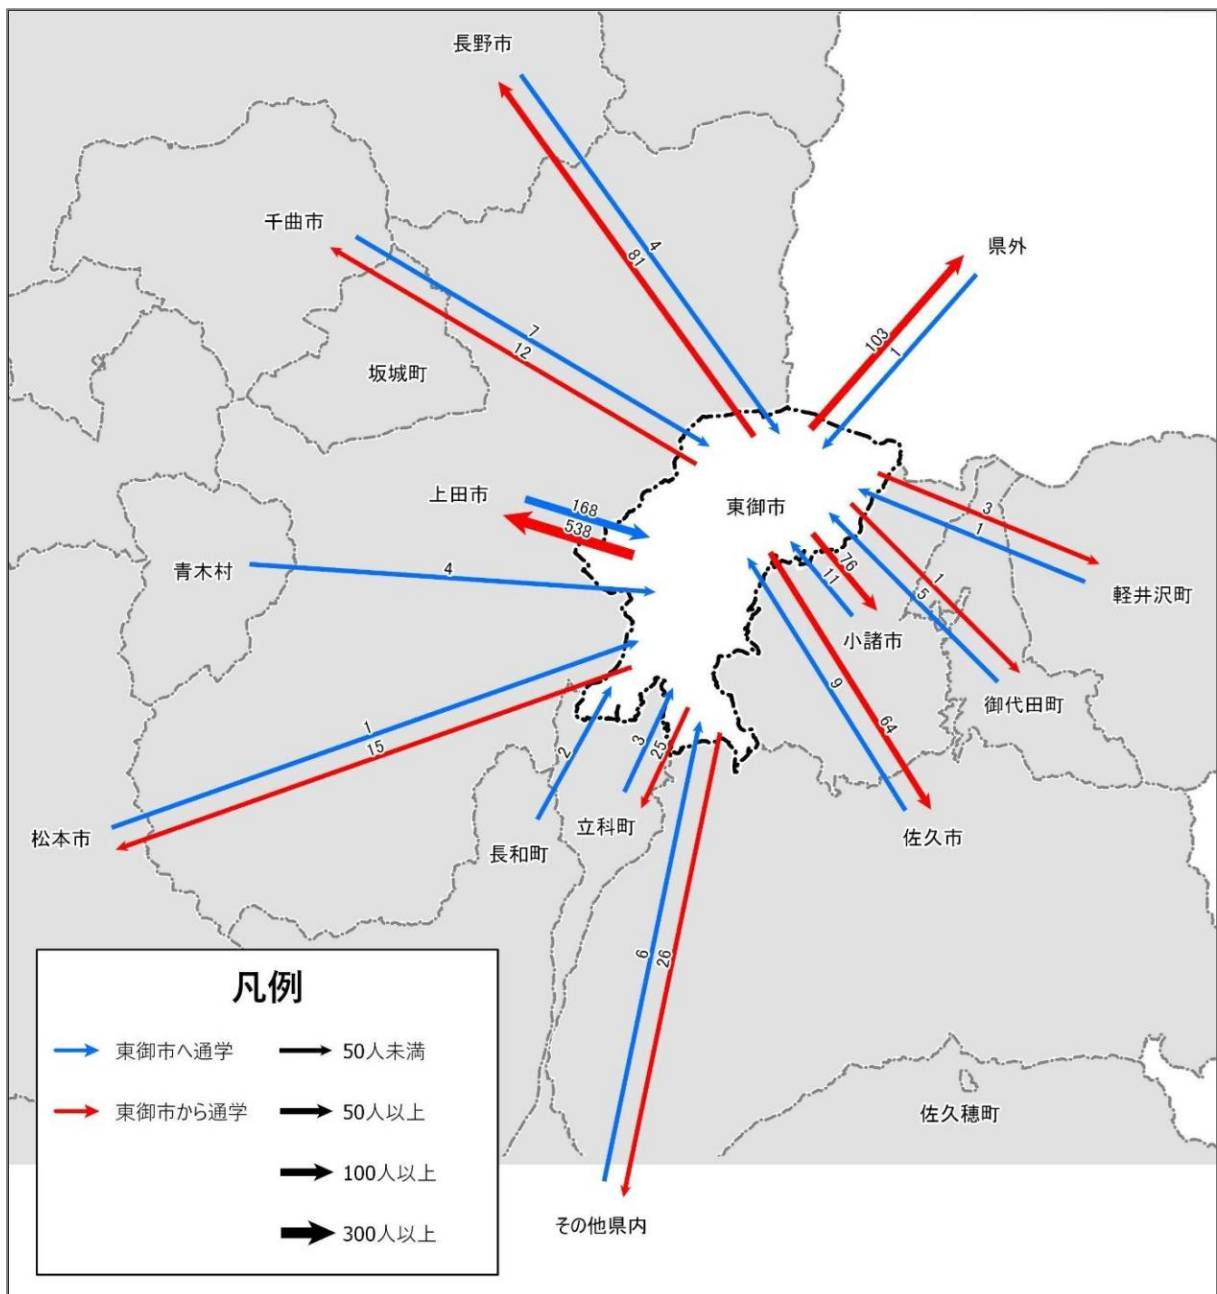 長野市
千曲市
県外
4
81
7
12
103
1
坂城町
上田市
168
538
東御市
3
1
青木村
4
76
11
1
5
軽井沢町
小諸市
御代田町
9
64
1
15
2
3
25
松本市
長和町
立科町
佐久市
6
26
凡例
東御市へ通学
50人未満
東御市から通学
50人以上
100人以上
300人以上
佐久穂町
その他県内